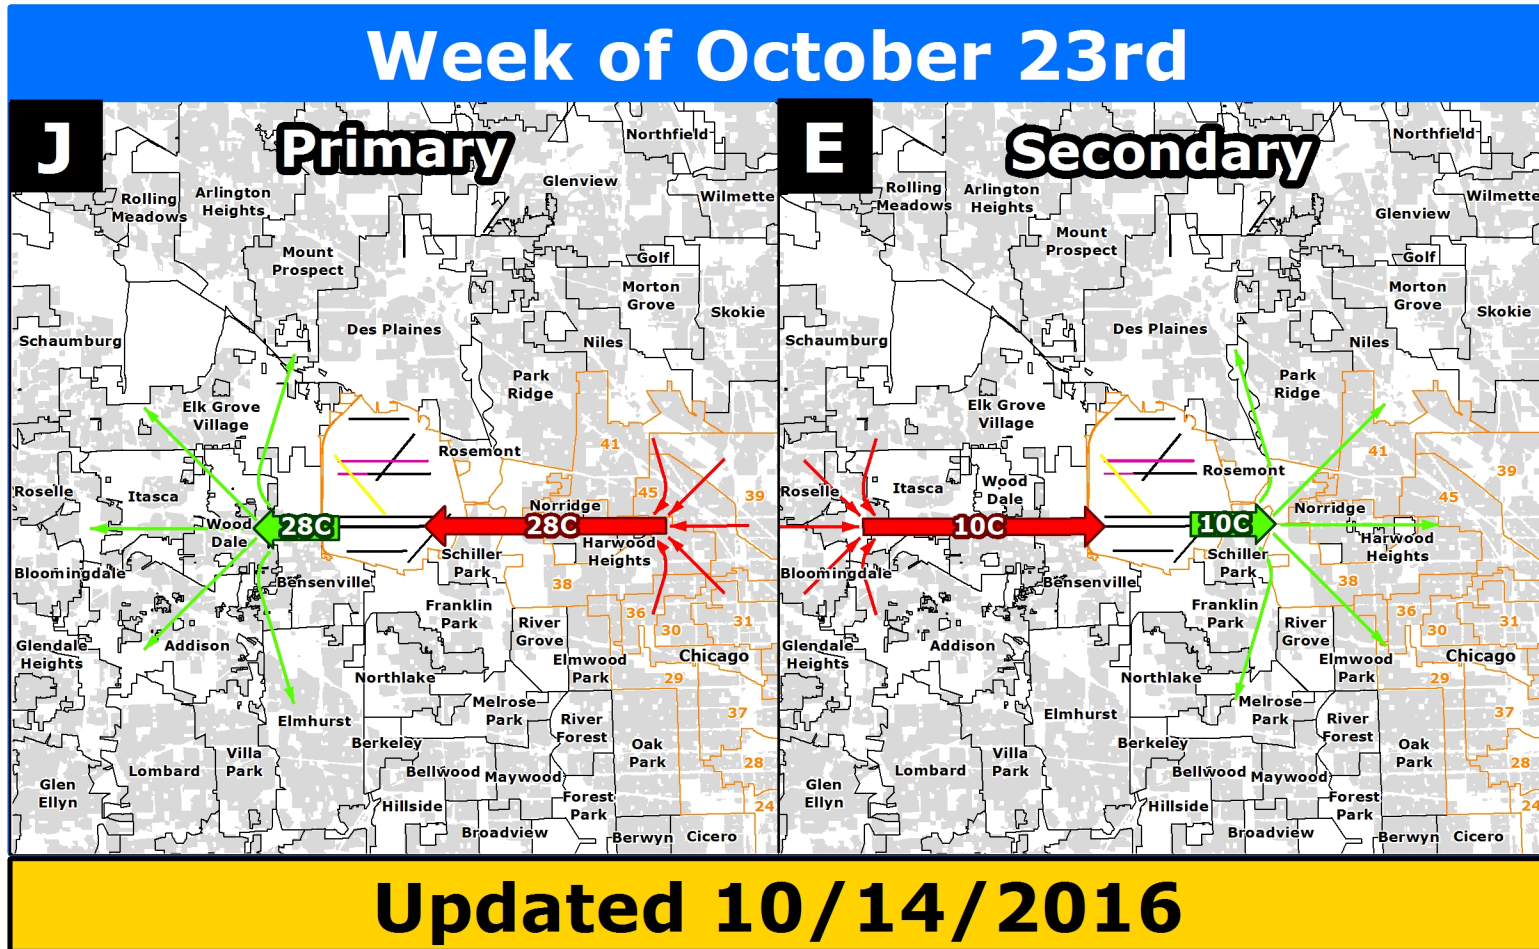 Week of October 23rd
J
Primary
Northfield
Glenview
Rolling
Meadows
Arlington
Heights
Wilmette
Mount
Prospect
Golf
Morton
Grove
Skokie
Des Plaines
Schaumburg
Niles
Park
Ridge
Elk Grove
Village
41
Rosemont
Roselle
Itasca
45
39
Norridge
Wood
Dale
28C
28C
Harwood
Heights
Schiller
Park
Bloomingdale
Bensenville
38
Franklin
Park
36
River
Grove
30
31
Glendale
Heights
Addison
Chicago
Elmwood
Park
Northlake
29
Melrose
Park
Elmhurst
River
Forest
37
Berkeley
Oak
Park
Villa
Park
Lombard
Bellwood
Maywood
28
Glen
Ellyn
Hillside
Forest
Park
24
Broadview
Berwyn
Cicero
E
Secondary
Northfield
Rolling
Meadows
Arlington
Heights
Wilmette
Glenview
Mount
Prospect
Golf
Morton
Grove
Skokie
Des Plaines
Schaumburg
Niles
Park
Ridge
Elk Grove
Village
41
Rosemont
39
Roselle
Itasca
Wood
Dale
45
Norridge
10C
10C
Harwood
Heights
Schiller
Park
Bloomingdale
Bensenville
38
Franklin
Park
36
River
Grove
30
31
Glendale
Heights
Addison
Chicago
Elmwood
Park
Northlake
29
Melrose
Park
Elmhurst
River
Forest
37
Berkeley
Oak
Park
Villa
Park
Lombard
Bellwood
Maywood
28
Glen
Ellyn
Hillside
Forest
Park
24
Broadview
Berwyn
Cicero
Updated 10/14/2016